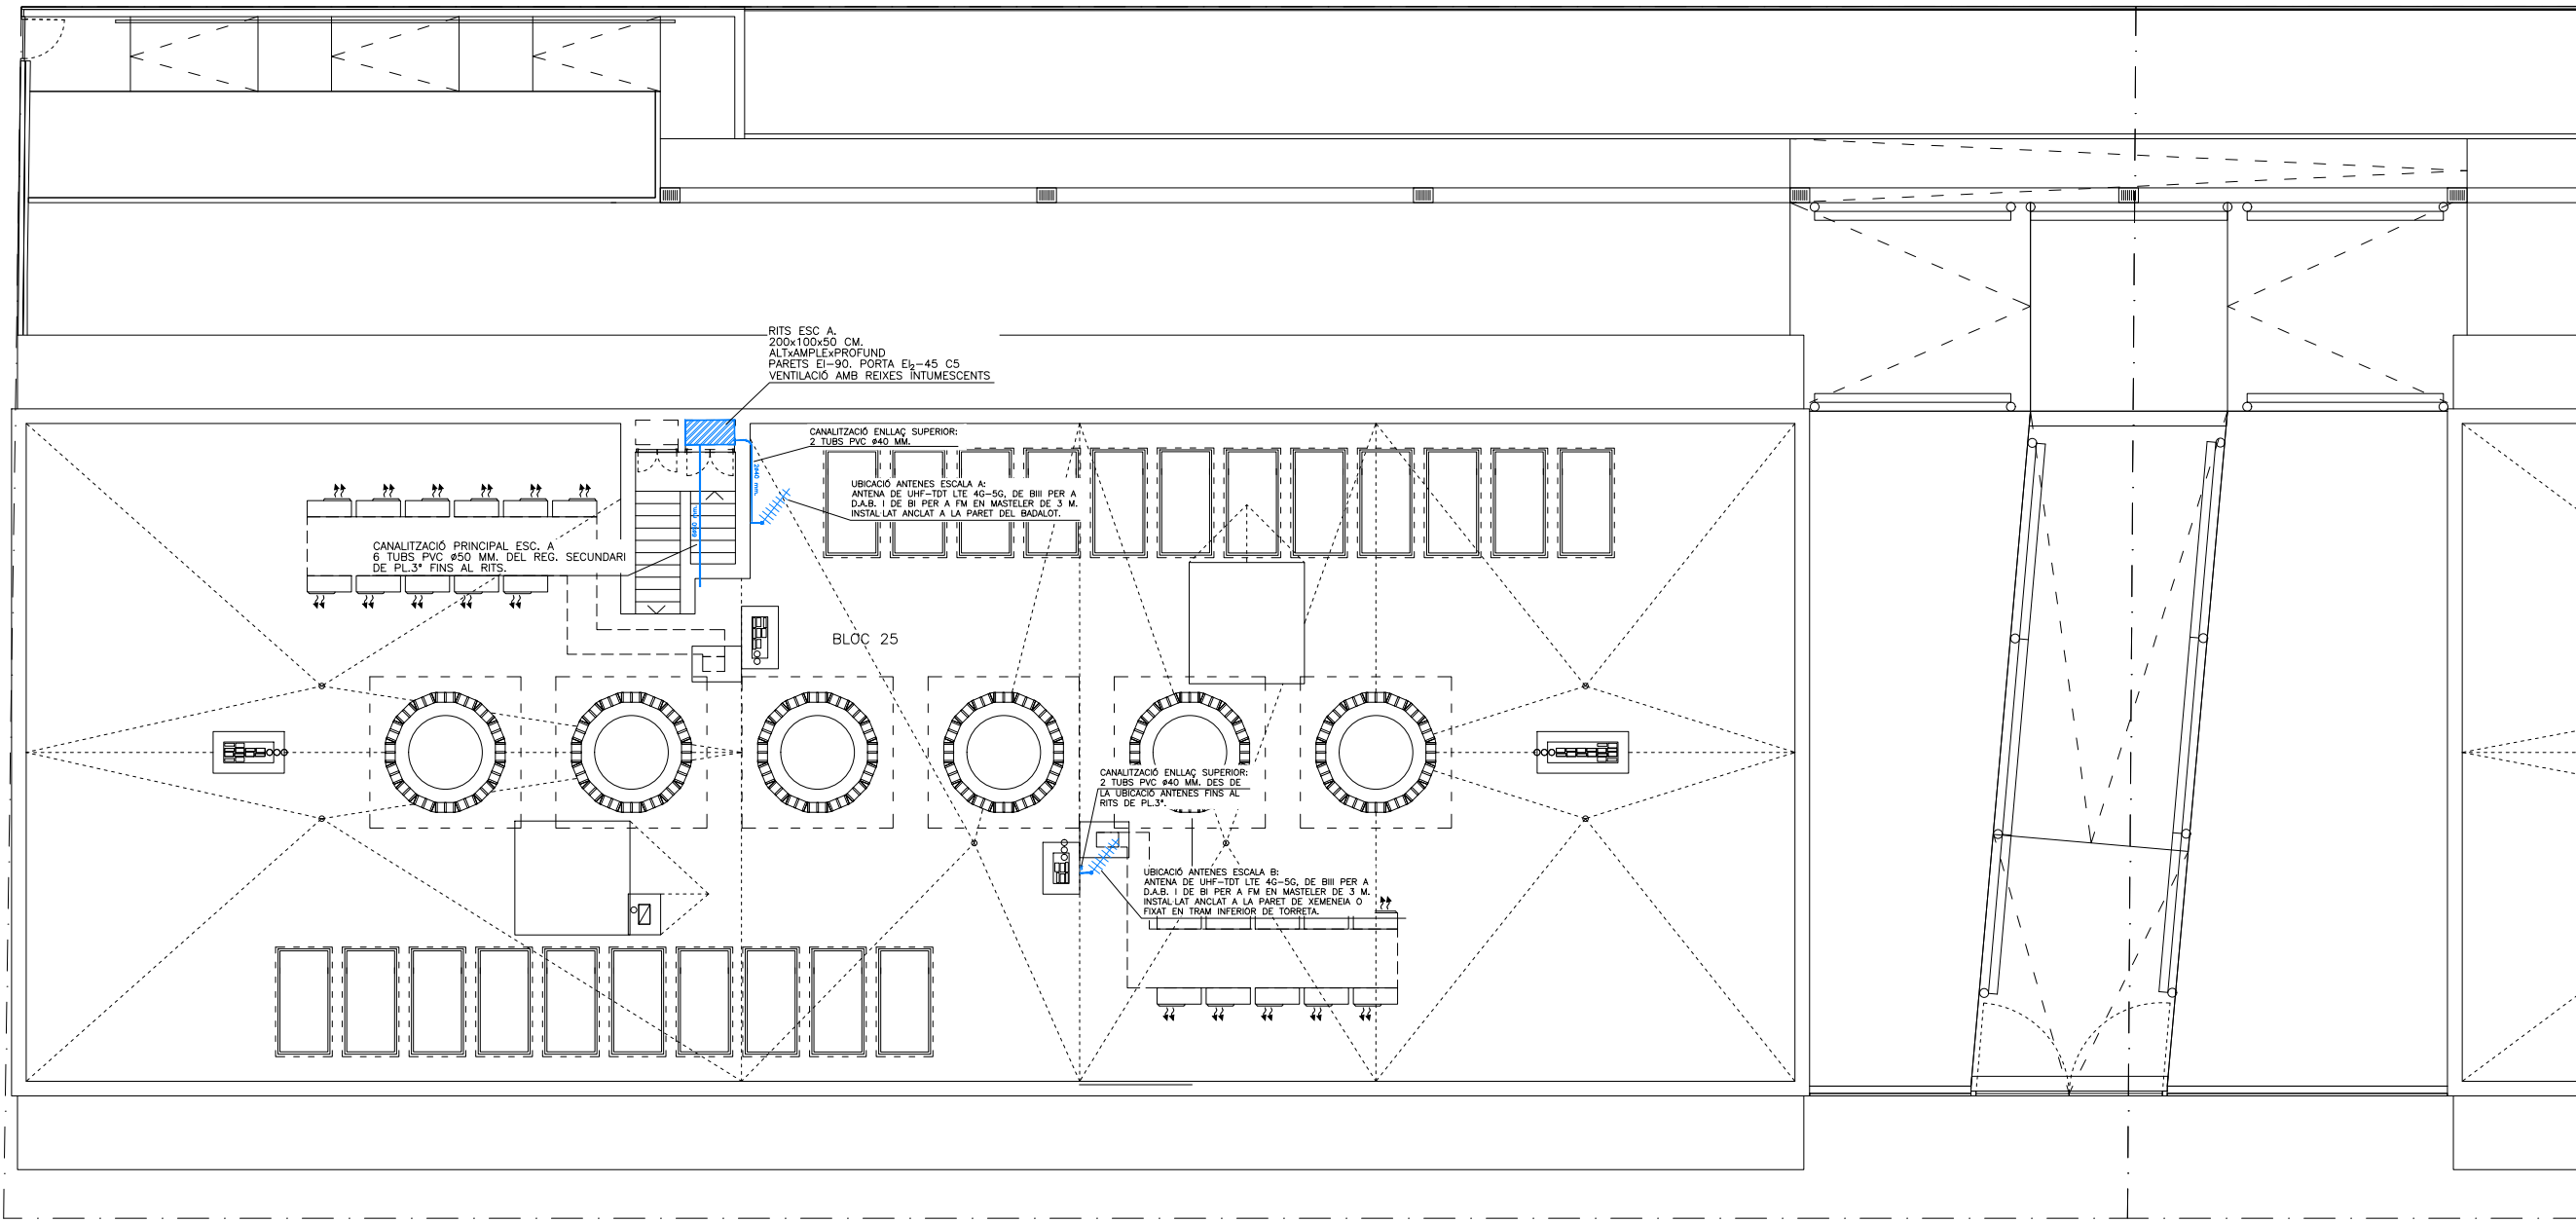 RITS ESC A.
200x100x50 CM.
ALTxAMPLExPROFUND
PARETS EI-90. PORTA EI₂-45 C5
VENTILACIÓ AMB REIXES INTUMESCENTS
CANALITZACIÓ ENLLAÇ SUPERIOR:
2 TUBS PVC ø40 MM.
2ø40 mm.
UBICACIÓ ANTENES ESCALA A:
ANTENA DE UHF-TDT LTE 4G-5G, DE BIII PER A
D.A.B. I DE BI PER A FM EN MASTELER DE 3 M.
INSTAL·LAT ANCLAT A LA PARET DEL BADALOT.
6ø50 mm.
CANALITZACIÓ PRINCIPAL ESC. A
6 TUBS PVC ø50 MM. DEL REG. SECUNDARI
DE PL.3ª FINS AL RITS.
BLOC 25
CANALITZACIÓ ENLLAÇ SUPERIOR:
2 TUBS PVC ø40 MM. DES DE
LA UBICACIÓ ANTENES FINS AL
RITS DE PL.3ª.
UBICACIÓ ANTENES ESCALA B:
ANTENA DE UHF-TDT LTE 4G-5G, DE BIII PER A
D.A.B. I DE BI PER A FM EN MASTELER DE 3 M.
INSTAL·LAT ANCLAT A LA PARET DE XEMENEIA O
FIXAT EN TRAM INFERIOR DE TORRETA.